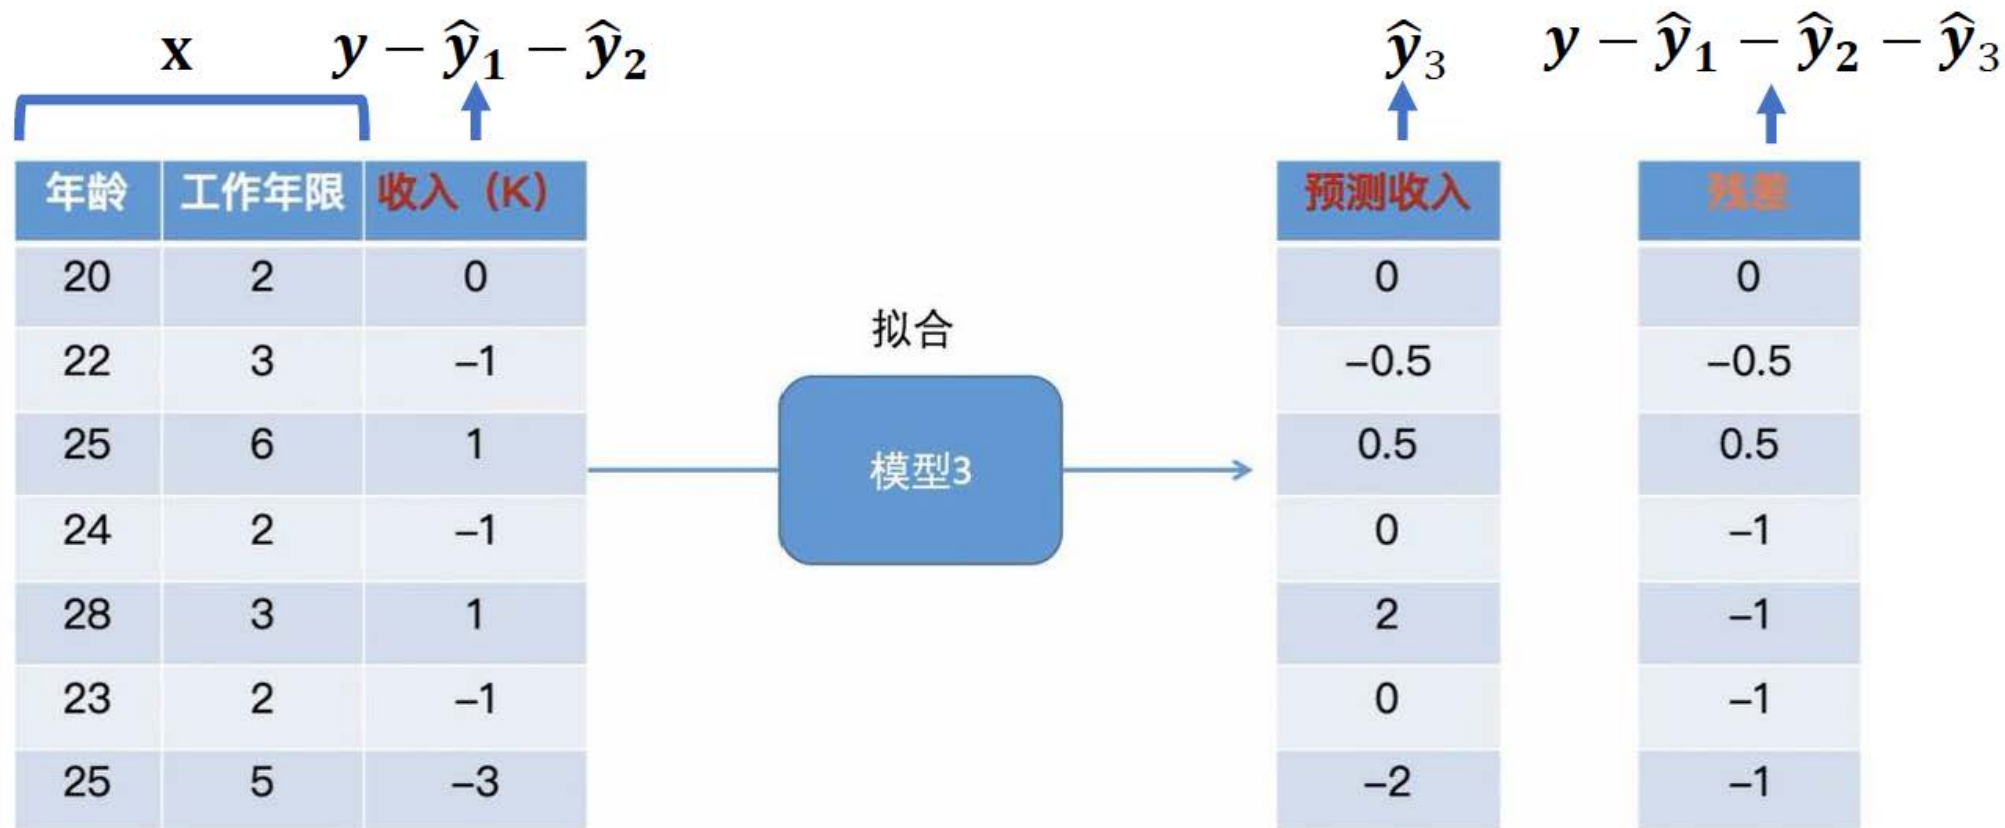 x y − ŷ₁ − ŷ₂ ŷ₃ y − ŷ₁ − ŷ₂ − ŷ₃
年龄 工作年限 收入（K） 预测收入 残差
20 2 0 0 0
22 3 −1 −0.5 −0.5
25 6 1 0.5 0.5
24 2 −1 0 −1
28 3 1 2 −1
23 2 −1 0 −1
25 5 −3 −2 −1
拟合
模型3